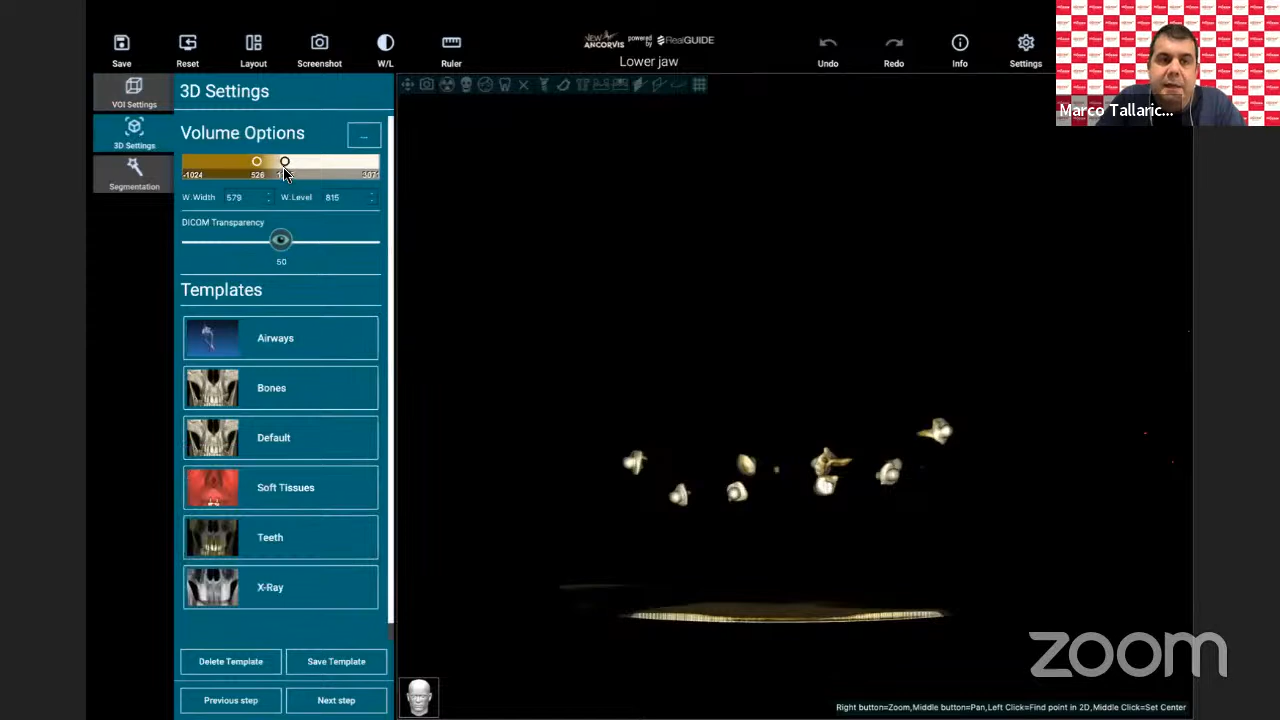 Save
Reset
Layout
Screenshot
W/L
Ruler
NEW ANCORVIS powered by RealGUIDE
Lower jaw
Undo
Redo
Info
Settings
Marco Tallaric...
VOI Settings
3D Settings
Segmentation
3D Settings
Volume Options
...
-1024
526
3071
W.Width 579
W.Level 815
DICOM Transparency
50
Templates
Airways
Bones
Default
Soft Tissues
Teeth
X-Ray
Delete Template
Save Template
Previous step
Next step
zoom
Right button=Zoom,Middle button=Pan,Left Click=Find point in 2D,Middle Click=Set Center